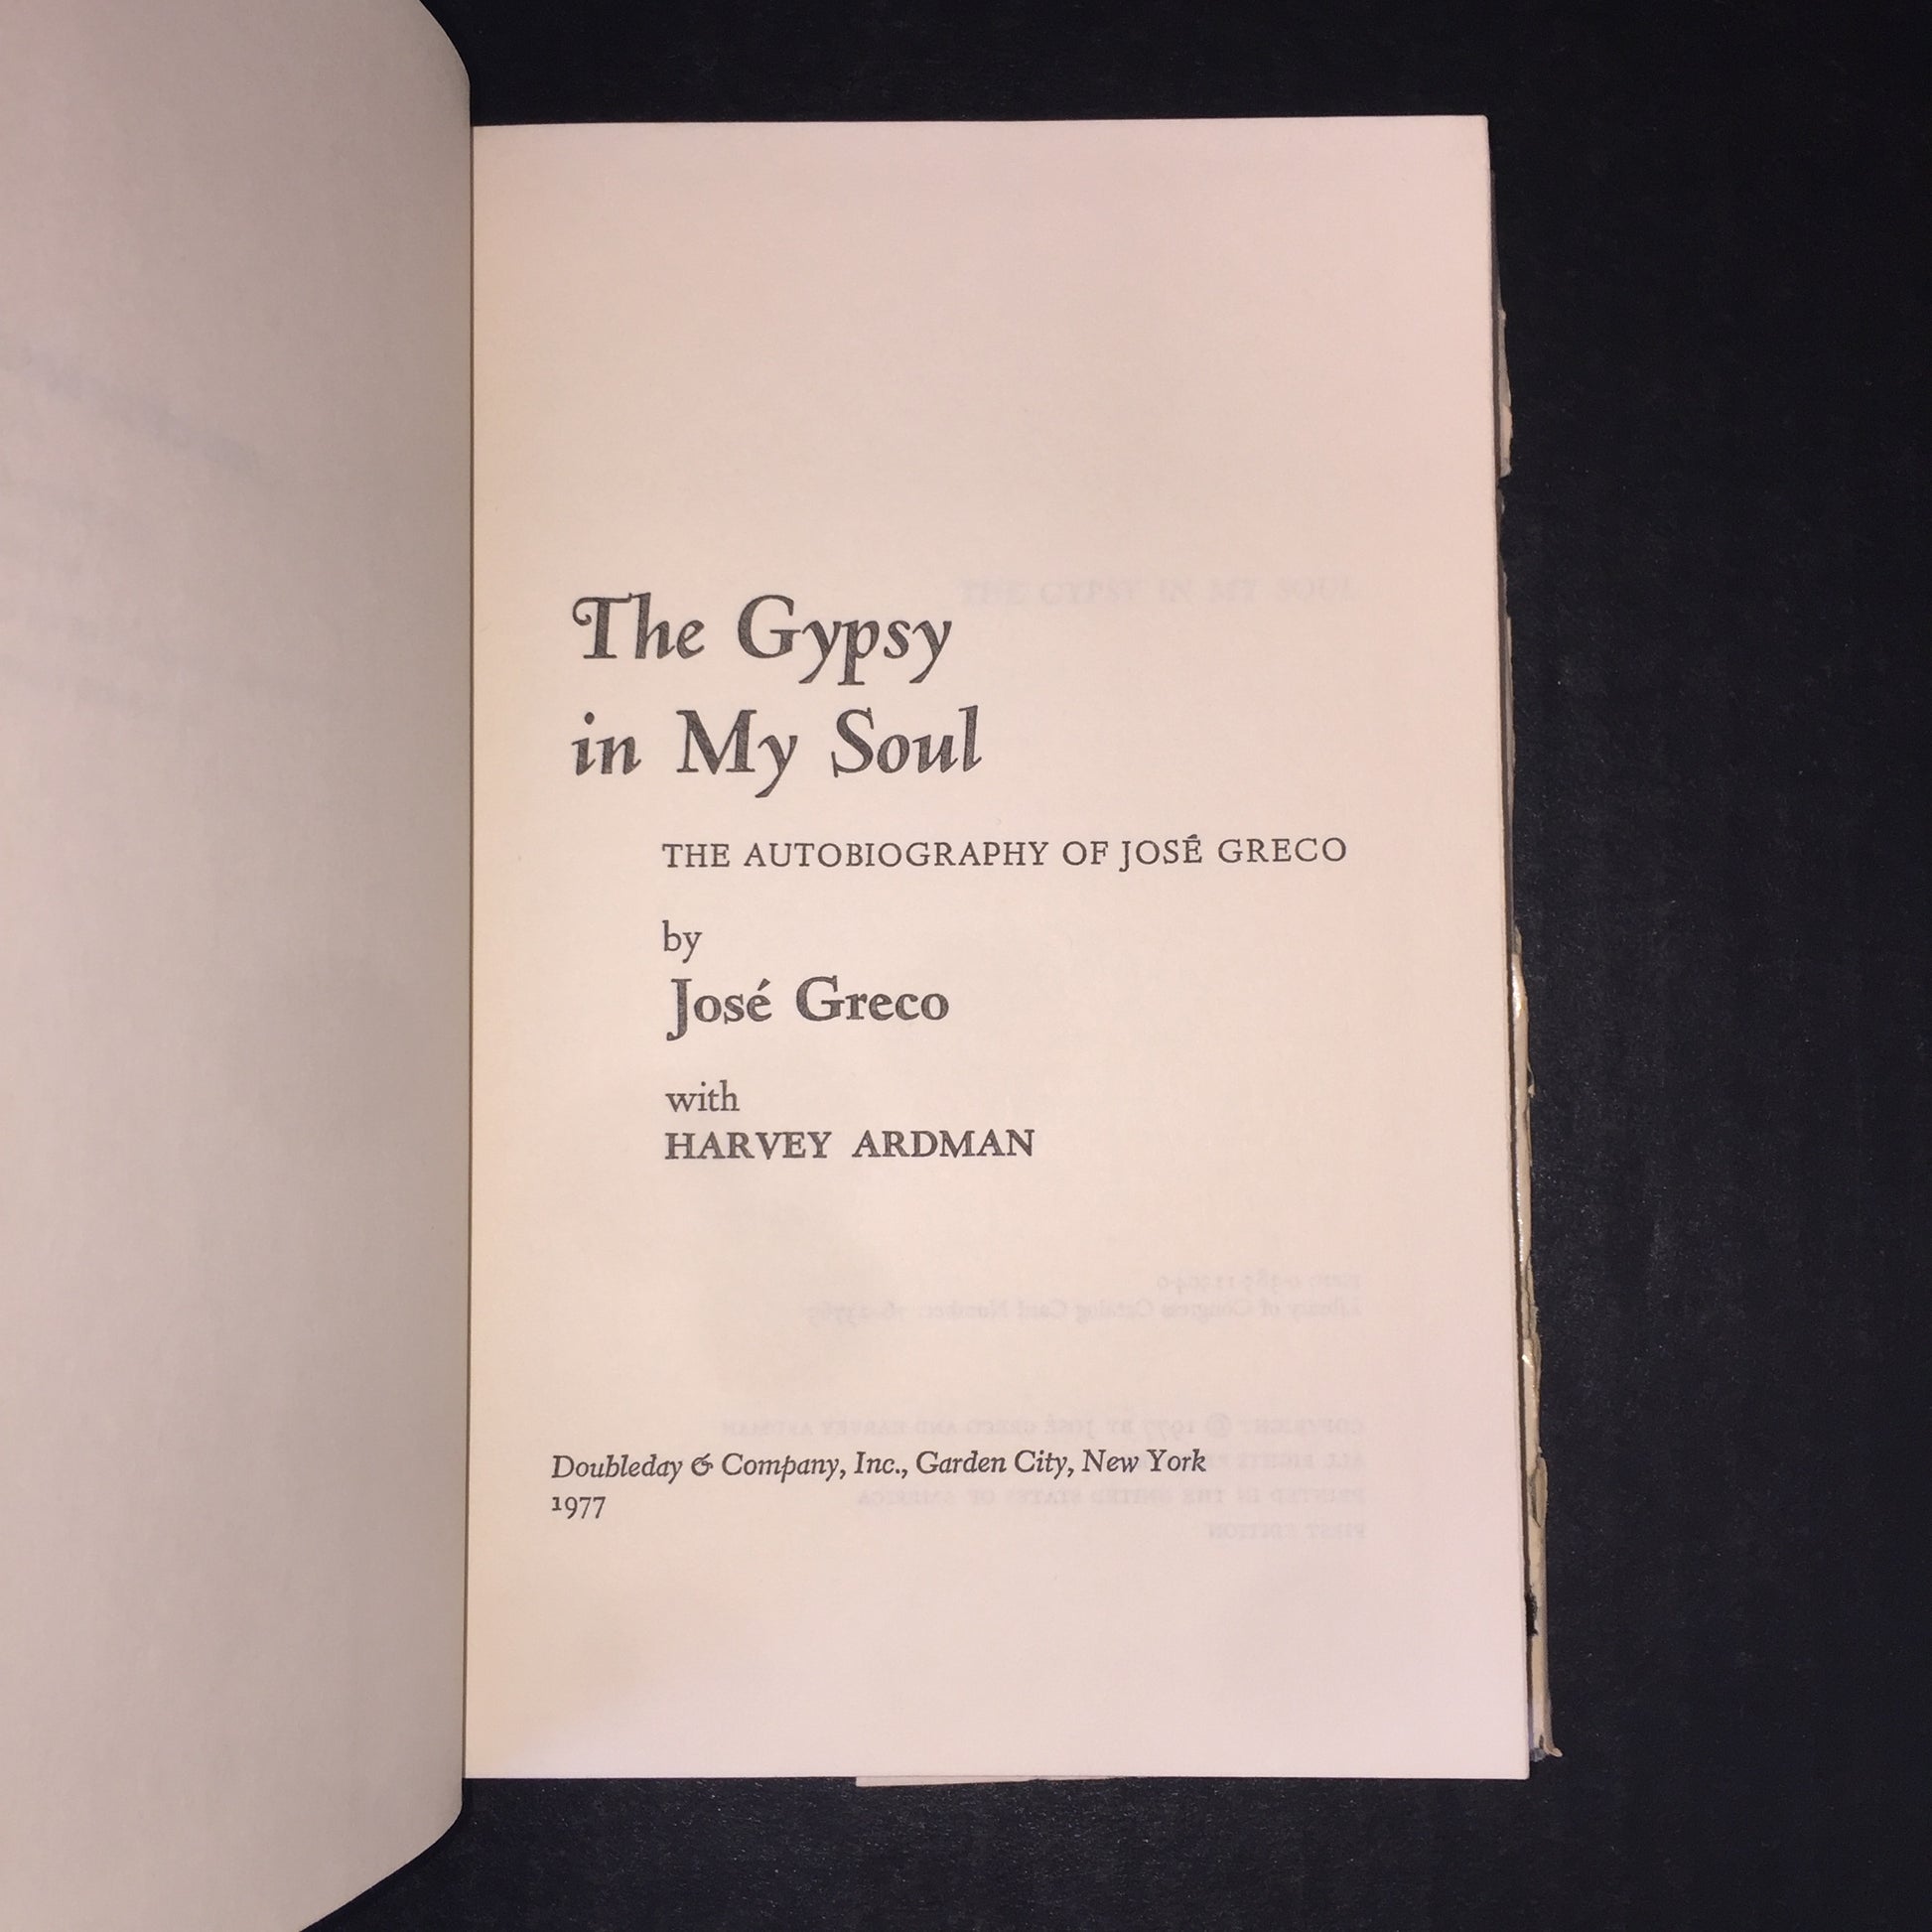 The Gypsy
in My Soul
THE AUTOBIOGRAPHY OF JOSÉ GRECO
by
José Greco
with
HARVEY ARDMAN
Doubleday & Company, Inc., Garden City, New York
1977